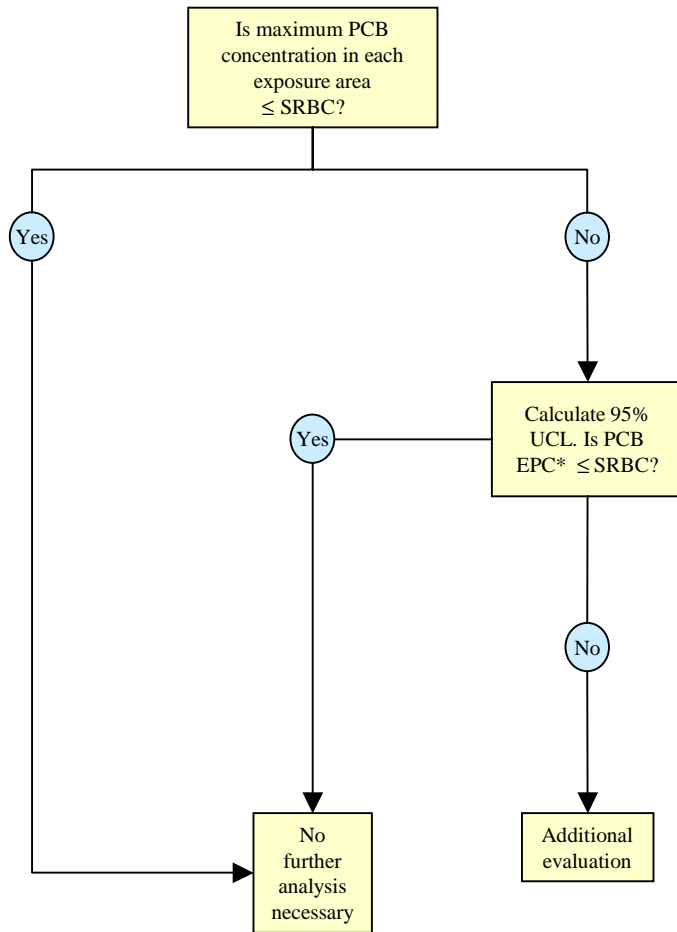 Is maximum PCB
concentration in each
exposure area
≤ SRBC?
Yes
No
Calculate 95%
UCL. Is PCB
EPC* ≤ SRBC?
Yes
No
No
further
analysis
necessary
Additional
evaluation